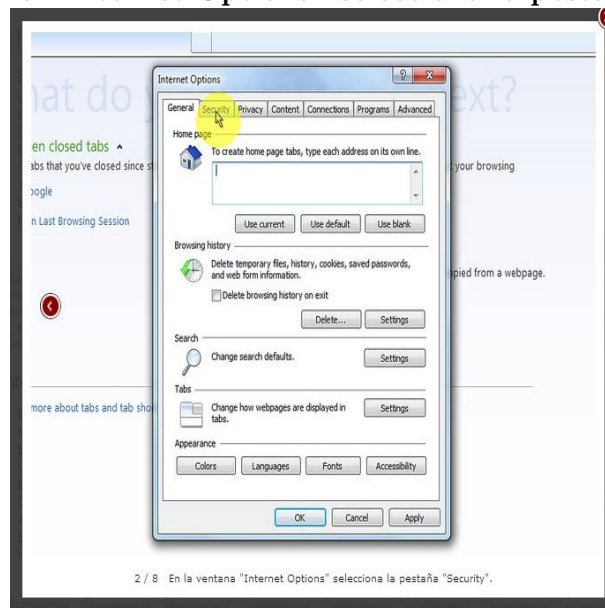 Internet Options
General Security Privacy Content Connections Programs Advanced
Home page
To create home page tabs, type each address on its own line.
Use current Use default Use blank
Browsing history
Delete temporary files, history, cookies, saved passwords,
and web form information.
Delete browsing history on exit
Delete... Settings
Search
Change search defaults.
Settings
Tabs
Change how webpages are displayed in
tabs.
Settings
Appearance
Colors Languages Fonts Accessibility
OK Cancel Apply
at do
ext?
en closed tabs
abs that you've closed since
your browsing
n Last Browsing Session
opied from a webpage.
more about tabs and tab
2 / 8 En la ventana "Internet Options" selecciona la pestaña "Security".